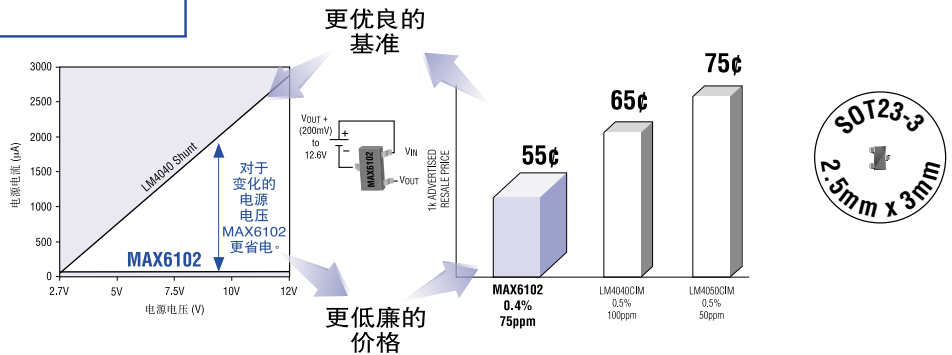 更优良的
基准
3000
2500
2000
1500
1000
500
0
电源电流 (μA)
LM4040 Shunt
对于
变化的
电源
电压
MAX6102
更省电。
MAX6102
2.7V
5V
7.5V
10V
12V
电源电压 (V)
VOUT +
(200mV)
to
12.6V
+
−
MAX6102
VIN
VOUT
更低廉的
价格
1k ADVERTISED
RESALE PRICE
55¢
65¢
75¢
MAX6102
0.4%
75ppm
LM4040CIM
0.5%
100ppm
LM4050CIM
0.5%
50ppm
SOT23-3
2.5mm x 3mm